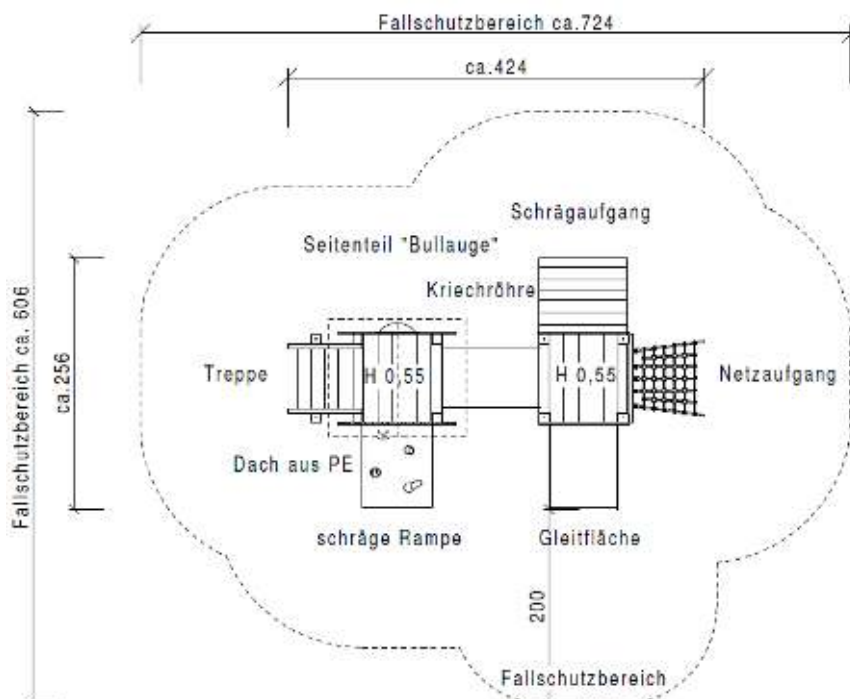 Fallschutzbereich ca.724
ca.424
Schrägaufgang
Seitenteil "Bullauge"
Kriechröhre
Fallschutzbereich ca. 606
ca.256
Treppe
H 0,55
H 0,55
Netzaufgang
Dach aus PE
schräge Rampe
Gleitfläche
200
Fallschutzbereich